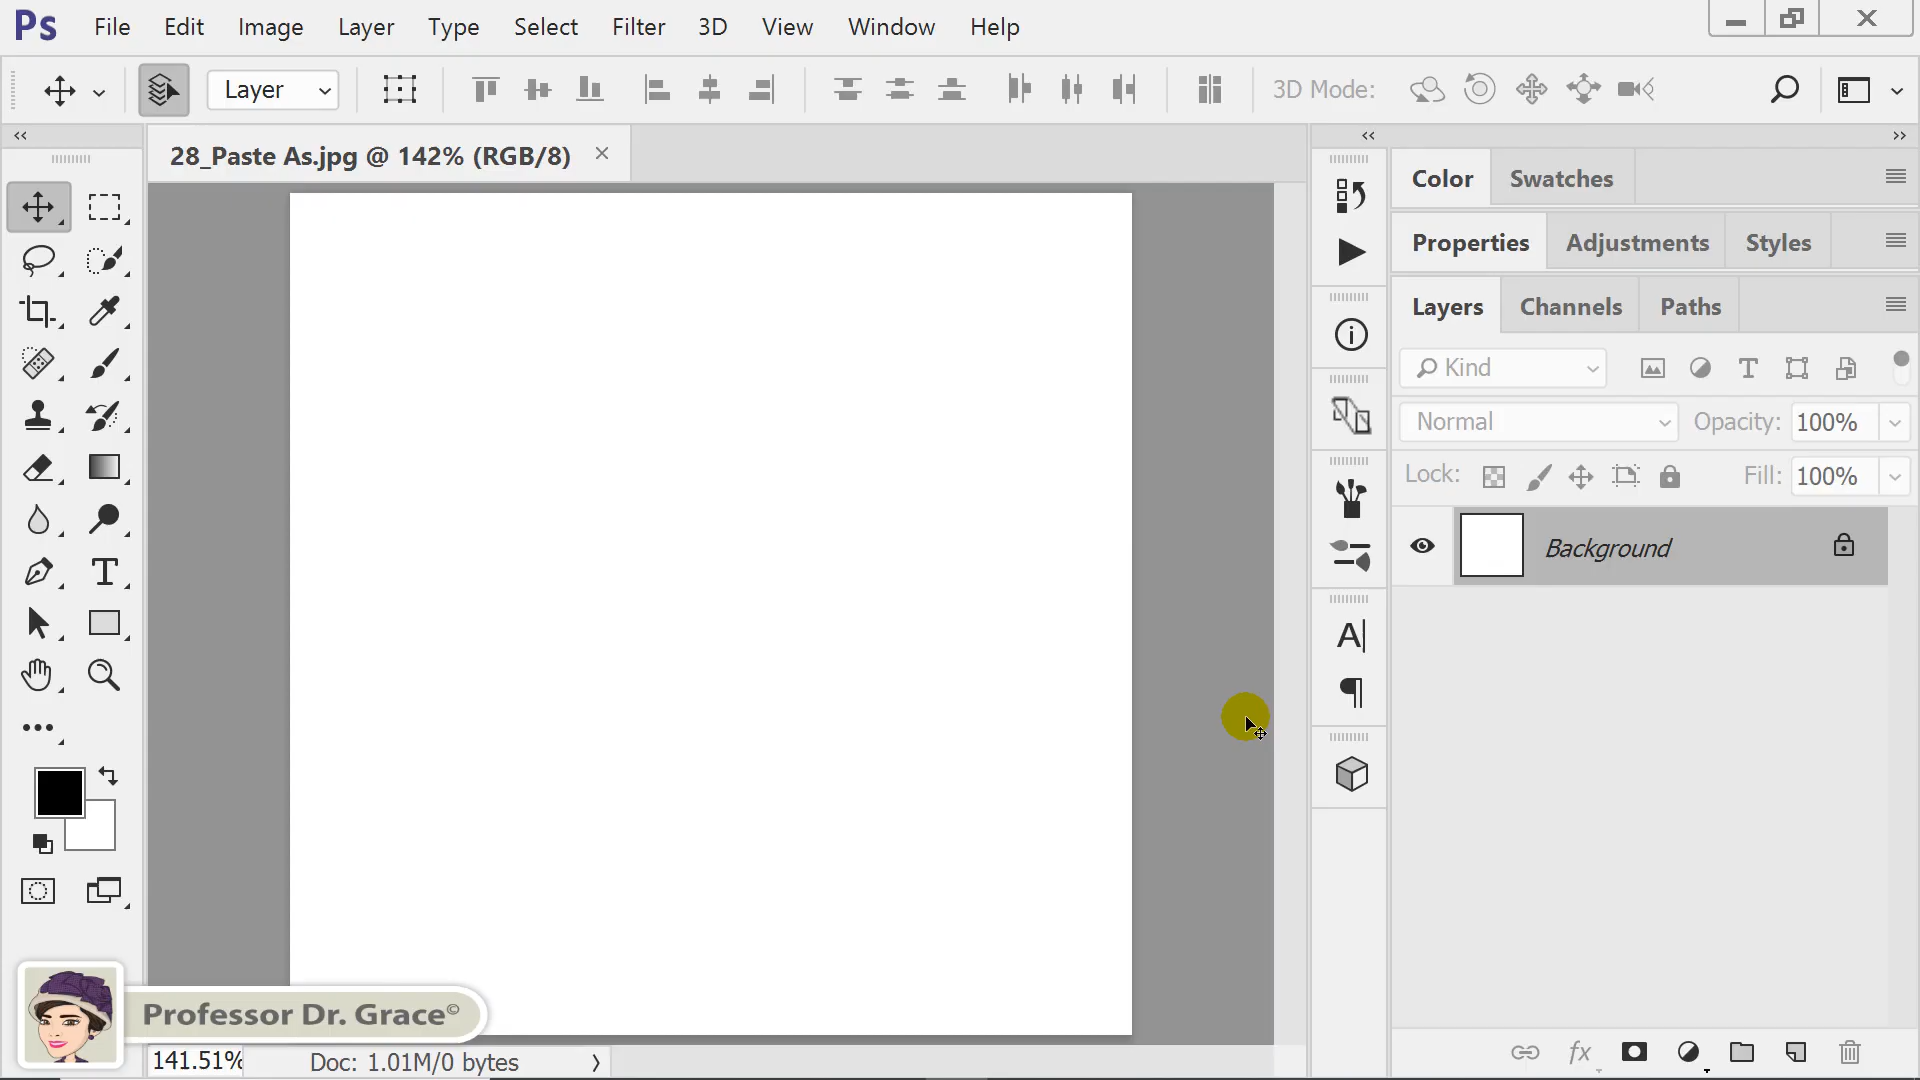 Ps File Edit Image Layer Type Select Filter 3D View Window Help
Layer 3D Mode:
28_Paste As.jpg @ 142% (RGB/8)
Color Swatches
Properties Adjustments Styles
Layers Channels Paths
Kind
Normal Opacity: 100%
Lock: Fill: 100%
Background
Professor Dr. Grace©
141.51% Doc: 1.01M/0 bytes